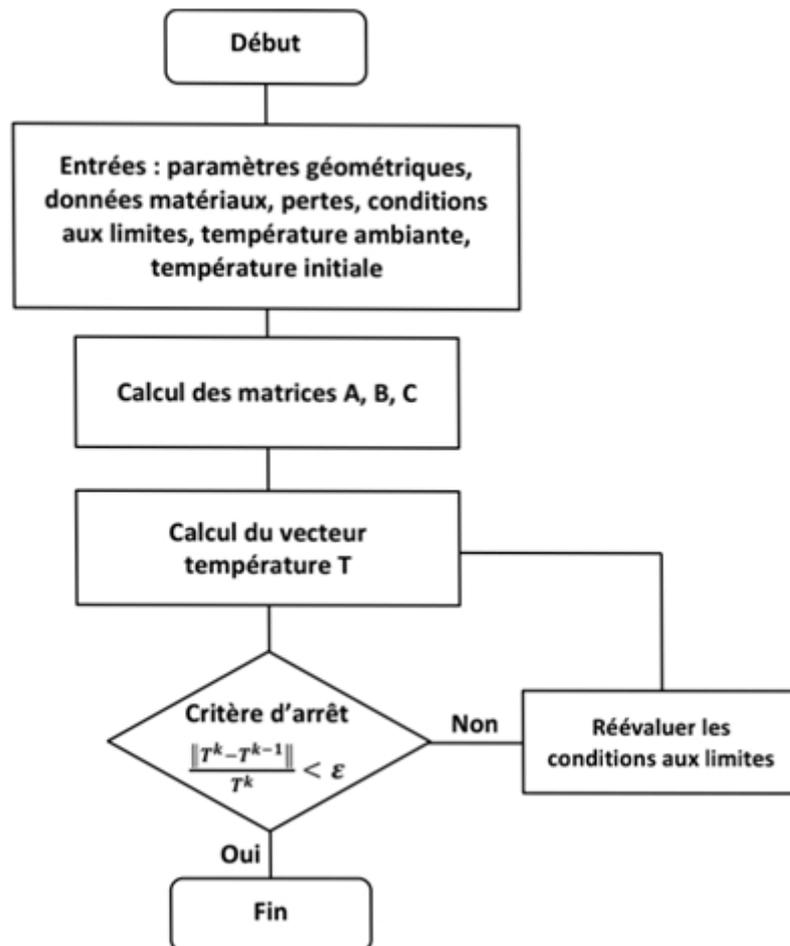 Début
Entrées : paramètres géométriques,
données matériaux, pertes, conditions
aux limites, température ambiante,
température initiale
Calcul des matrices A, B, C
Calcul du vecteur
température T
Critère d'arrêt
‖T^k−T^{k−1}‖ / T^k < ε
Non
Réévaluer les
conditions aux limites
Oui
Fin